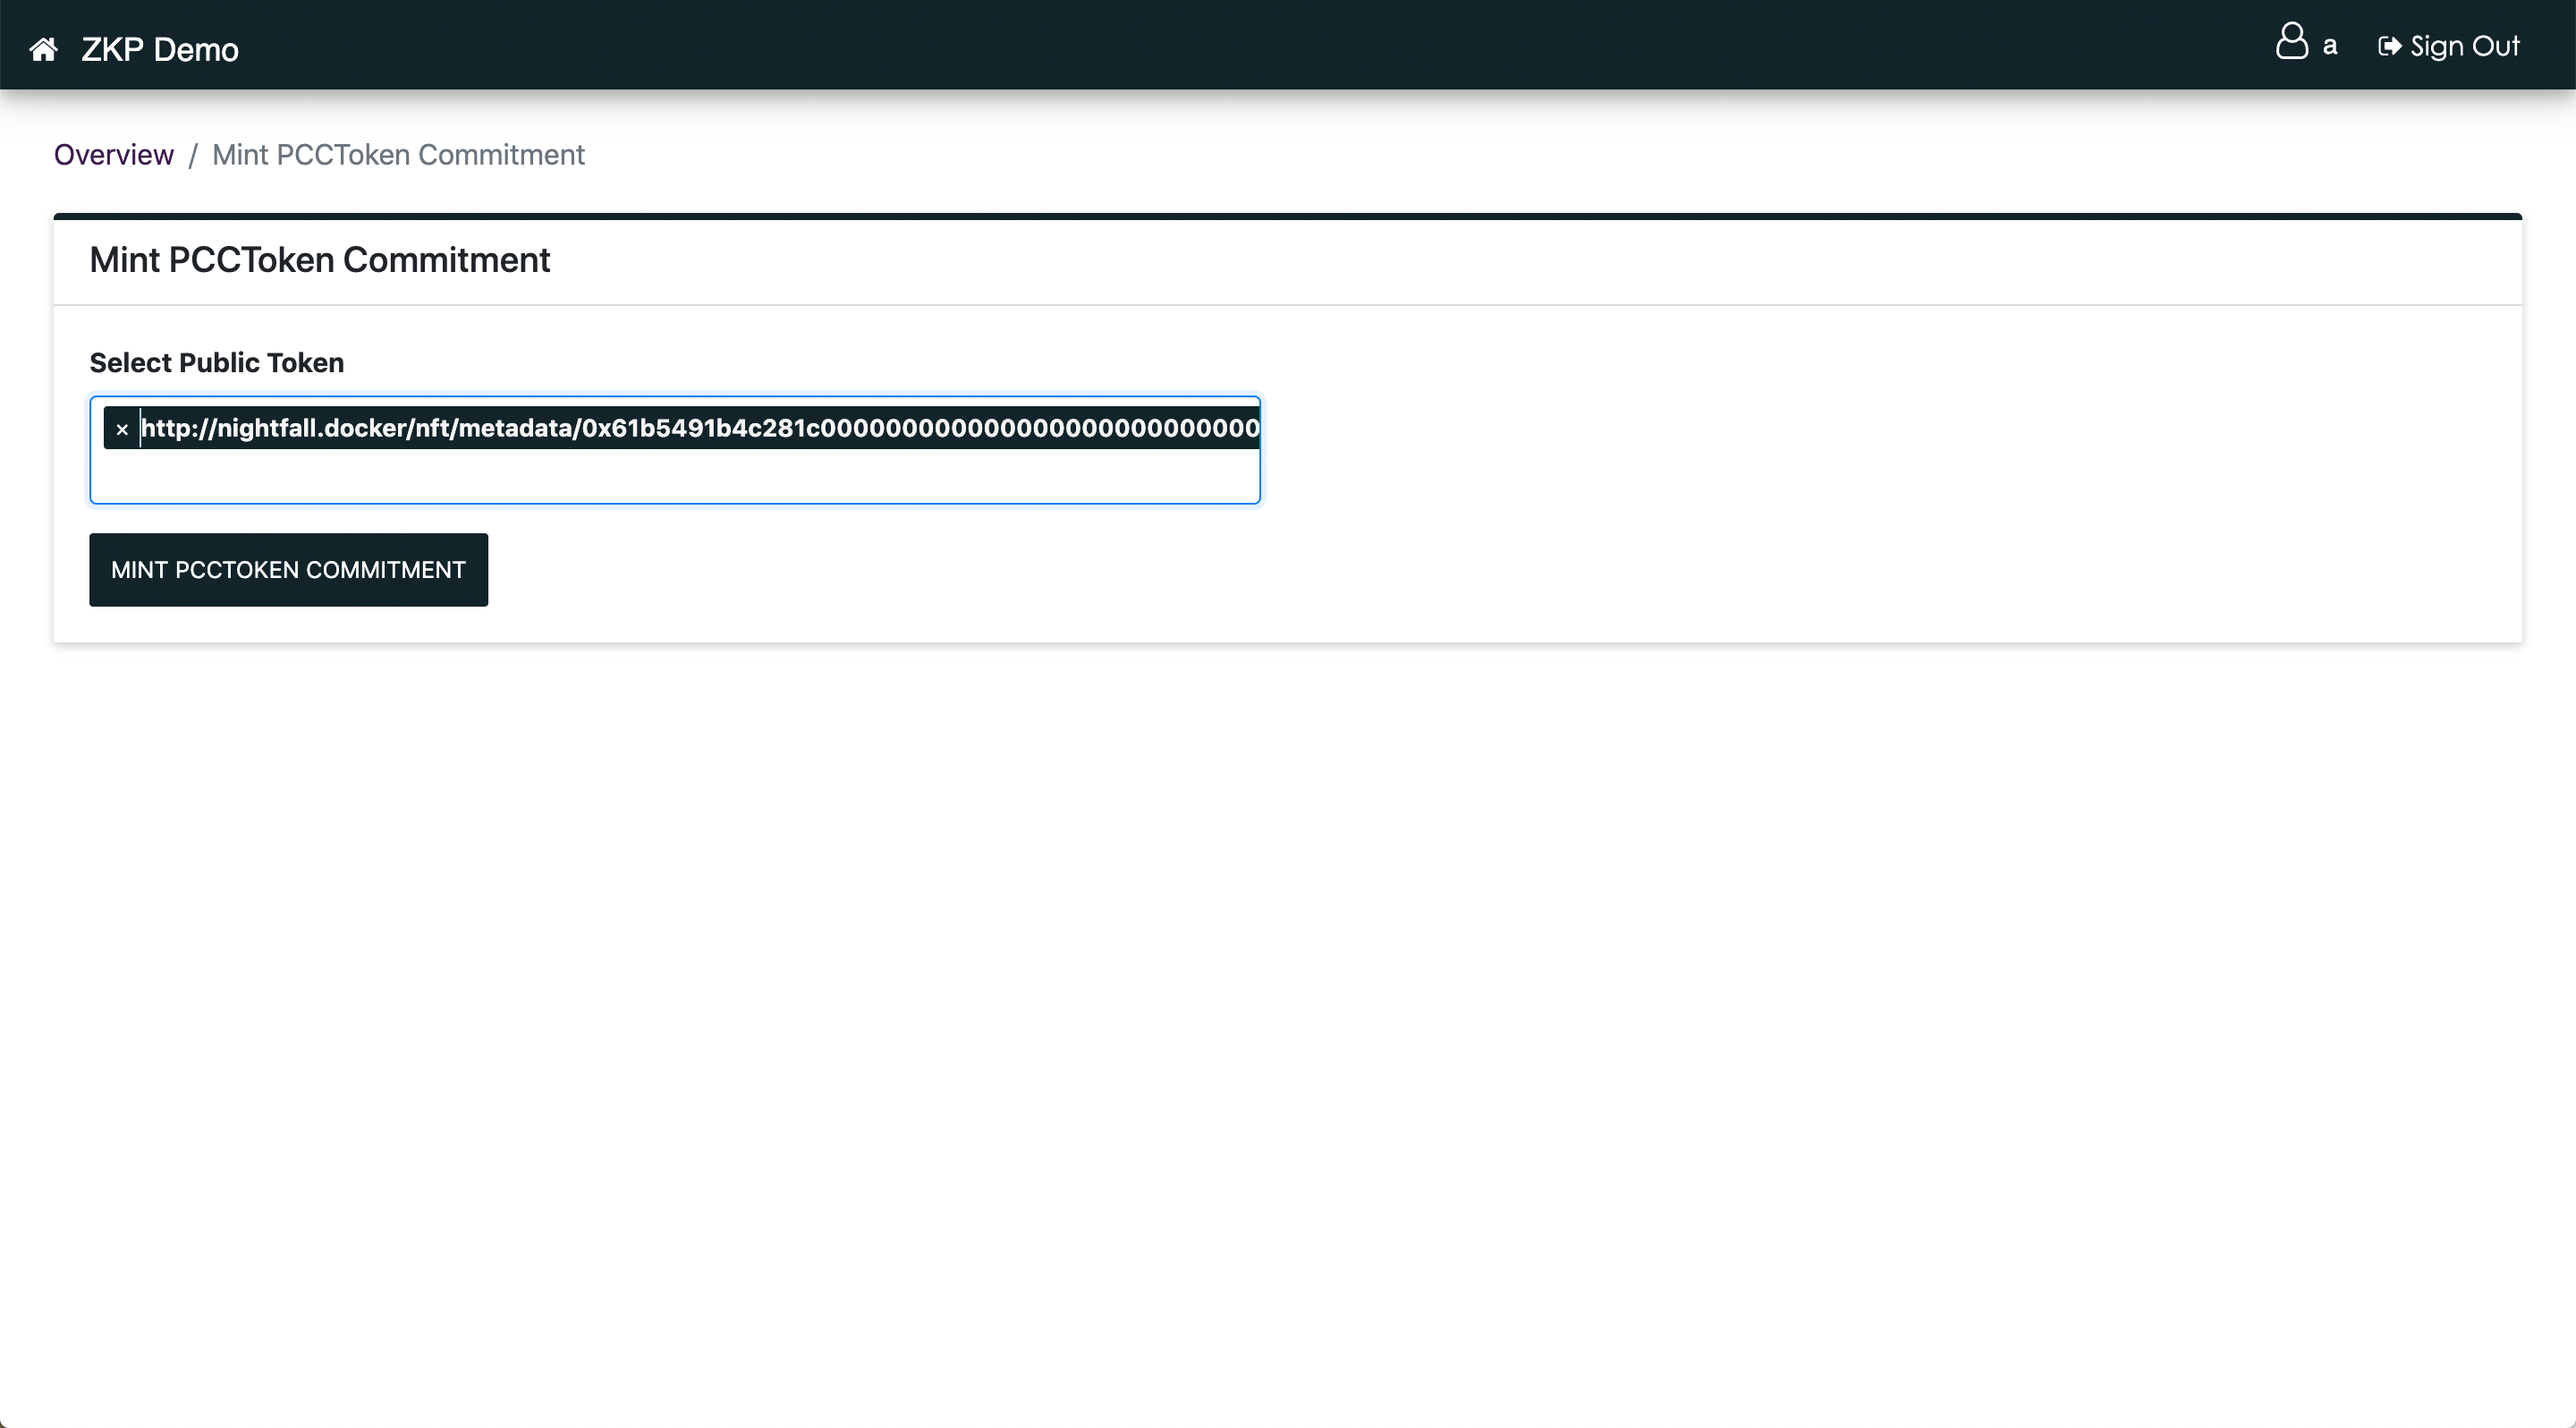 ZKP Demo
a
Sign Out
Overview / Mint PCCToken Commitment
Mint PCCToken Commitment
Select Public Token
× http://nightfall.docker/nft/metadata/0x61b5491b4c281c000000000000000000000000000
MINT PCCTOKEN COMMITMENT